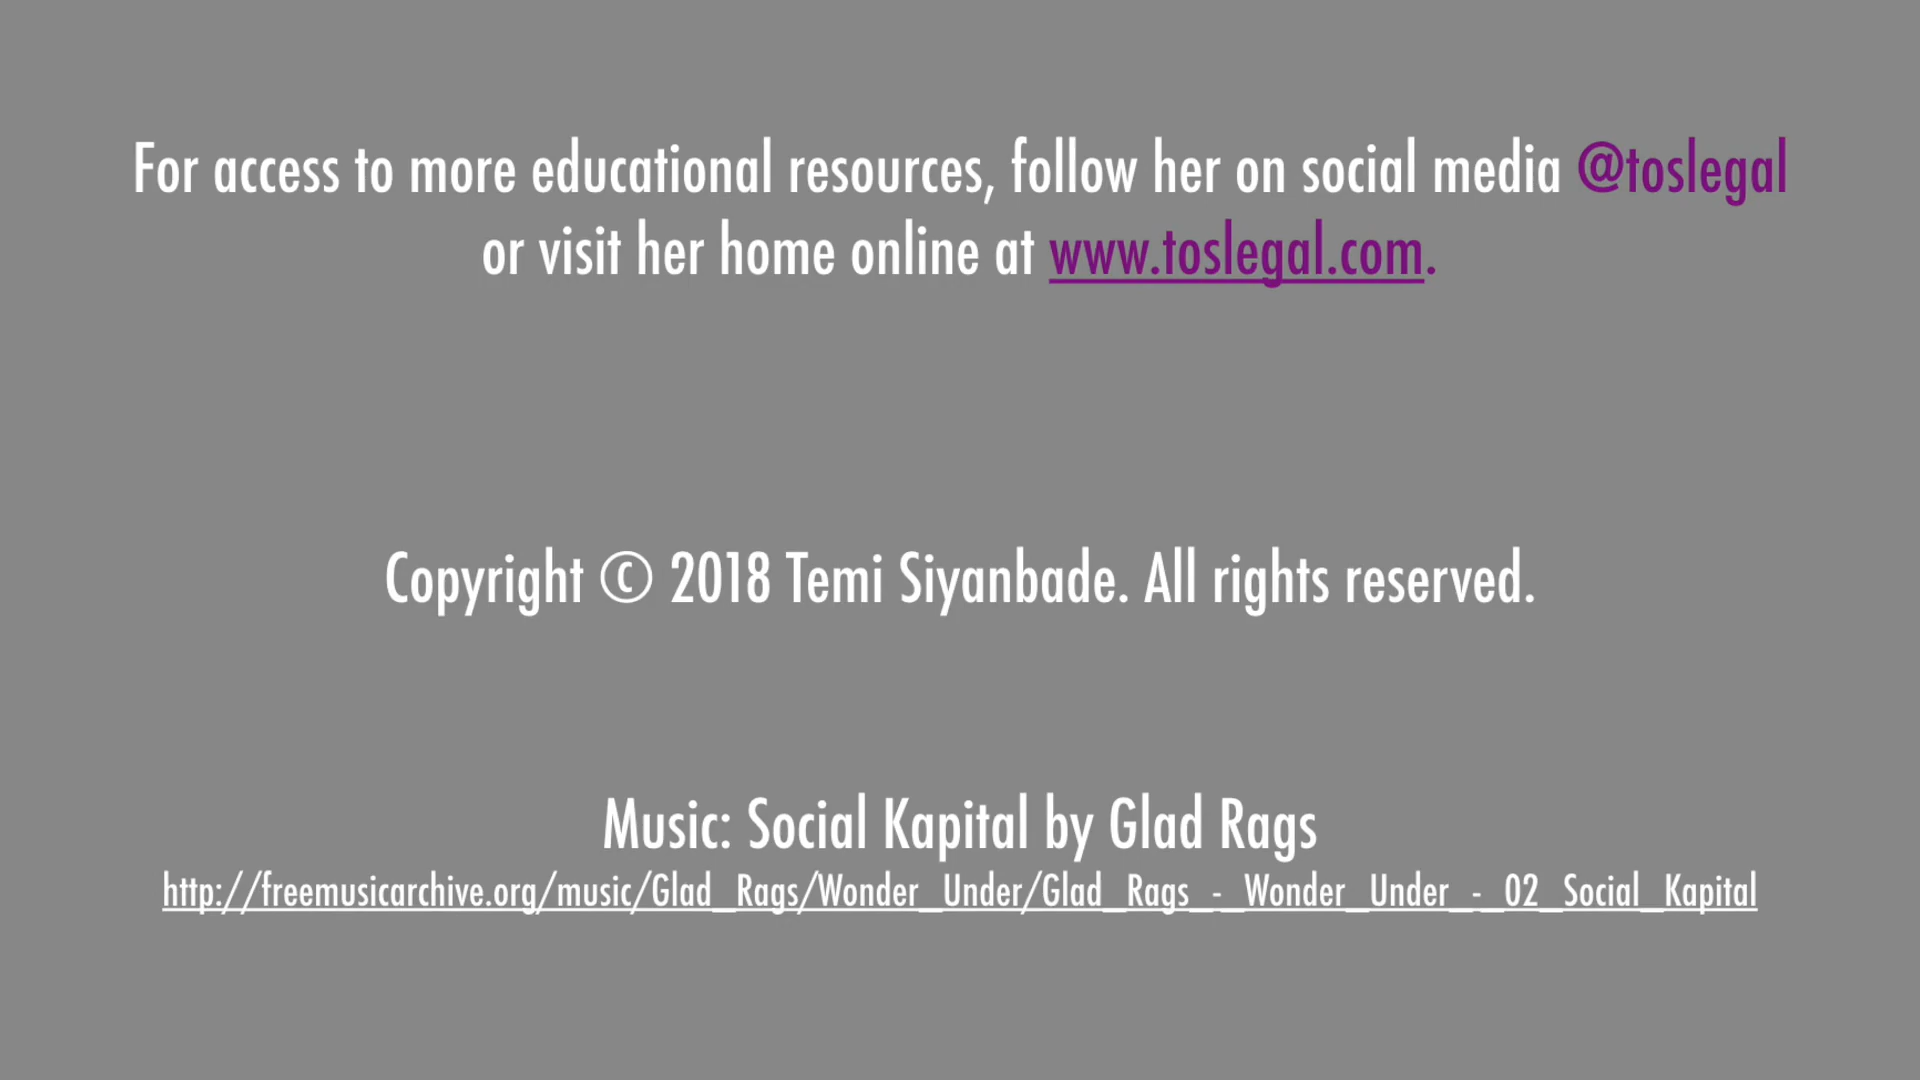 For access to more educational resources, follow her on social media @toslegal
or visit her home online at www.toslegal.com.
Copyright © 2018 Temi Siyanbade. All rights reserved.
Music: Social Kapital by Glad Rags
http://freemusicarchive.org/music/Glad_Rags/Wonder_Under/Glad_Rags_-_Wonder_Under_-_02_Social_Kapital